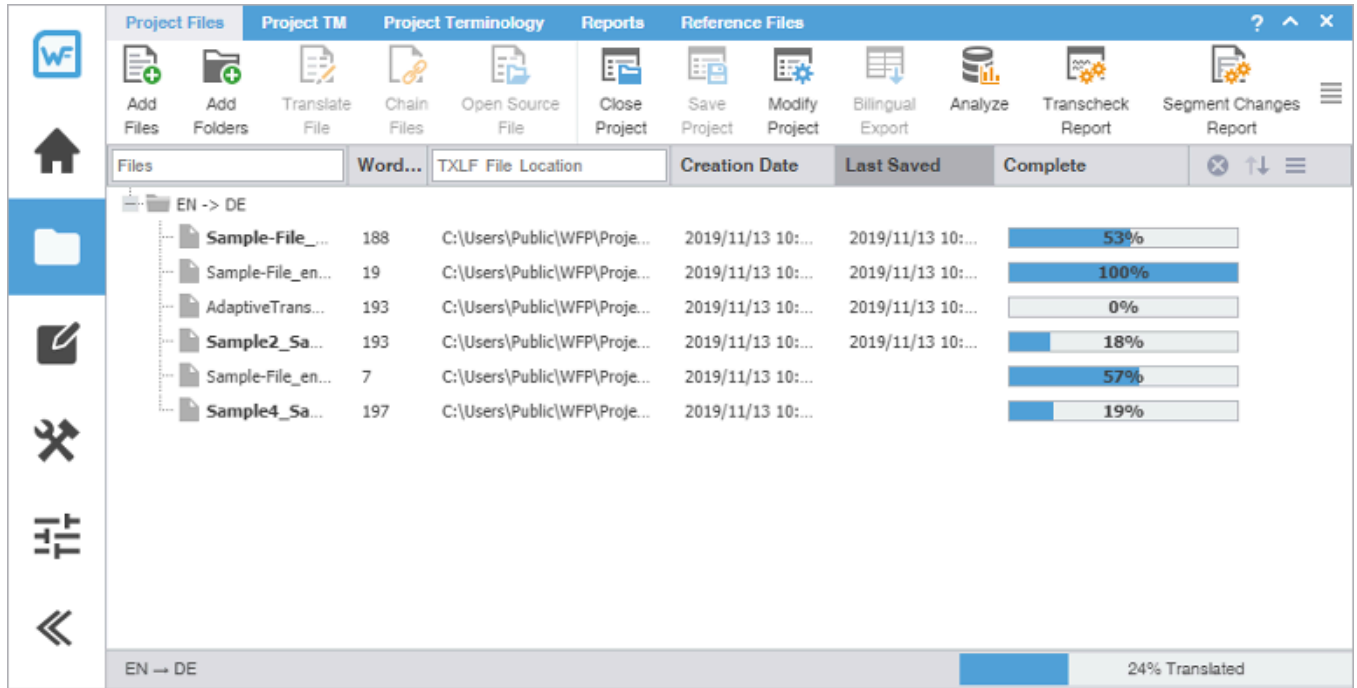 Project Files Project TM Project Terminology Reports Reference Files ?
WF
Add Files Add Folders Translate File Chain Files Open Source File Close Project Save Project Modify Project Bilingual Export Analyze Transcheck Report Segment Changes Report
Files Word... TXLF File Location Creation Date Last Saved Complete
EN -> DE
Sample-File_... 188 C:\Users\Public\WFP\Proje... 2019/11/13 10:... 2019/11/13 10:... 53%
Sample-File_en... 19 C:\Users\Public\WFP\Proje... 2019/11/13 10:... 2019/11/13 10:... 100%
AdaptiveTrans... 193 C:\Users\Public\WFP\Proje... 2019/11/13 10:... 2019/11/13 10:... 0%
Sample2_Sa... 193 C:\Users\Public\WFP\Proje... 2019/11/13 10:... 2019/11/13 10:... 18%
Sample-File_en... 7 C:\Users\Public\WFP\Proje... 2019/11/13 10:... 57%
Sample4_Sa... 197 C:\Users\Public\WFP\Proje... 2019/11/13 10:... 19%
EN → DE 24% Translated